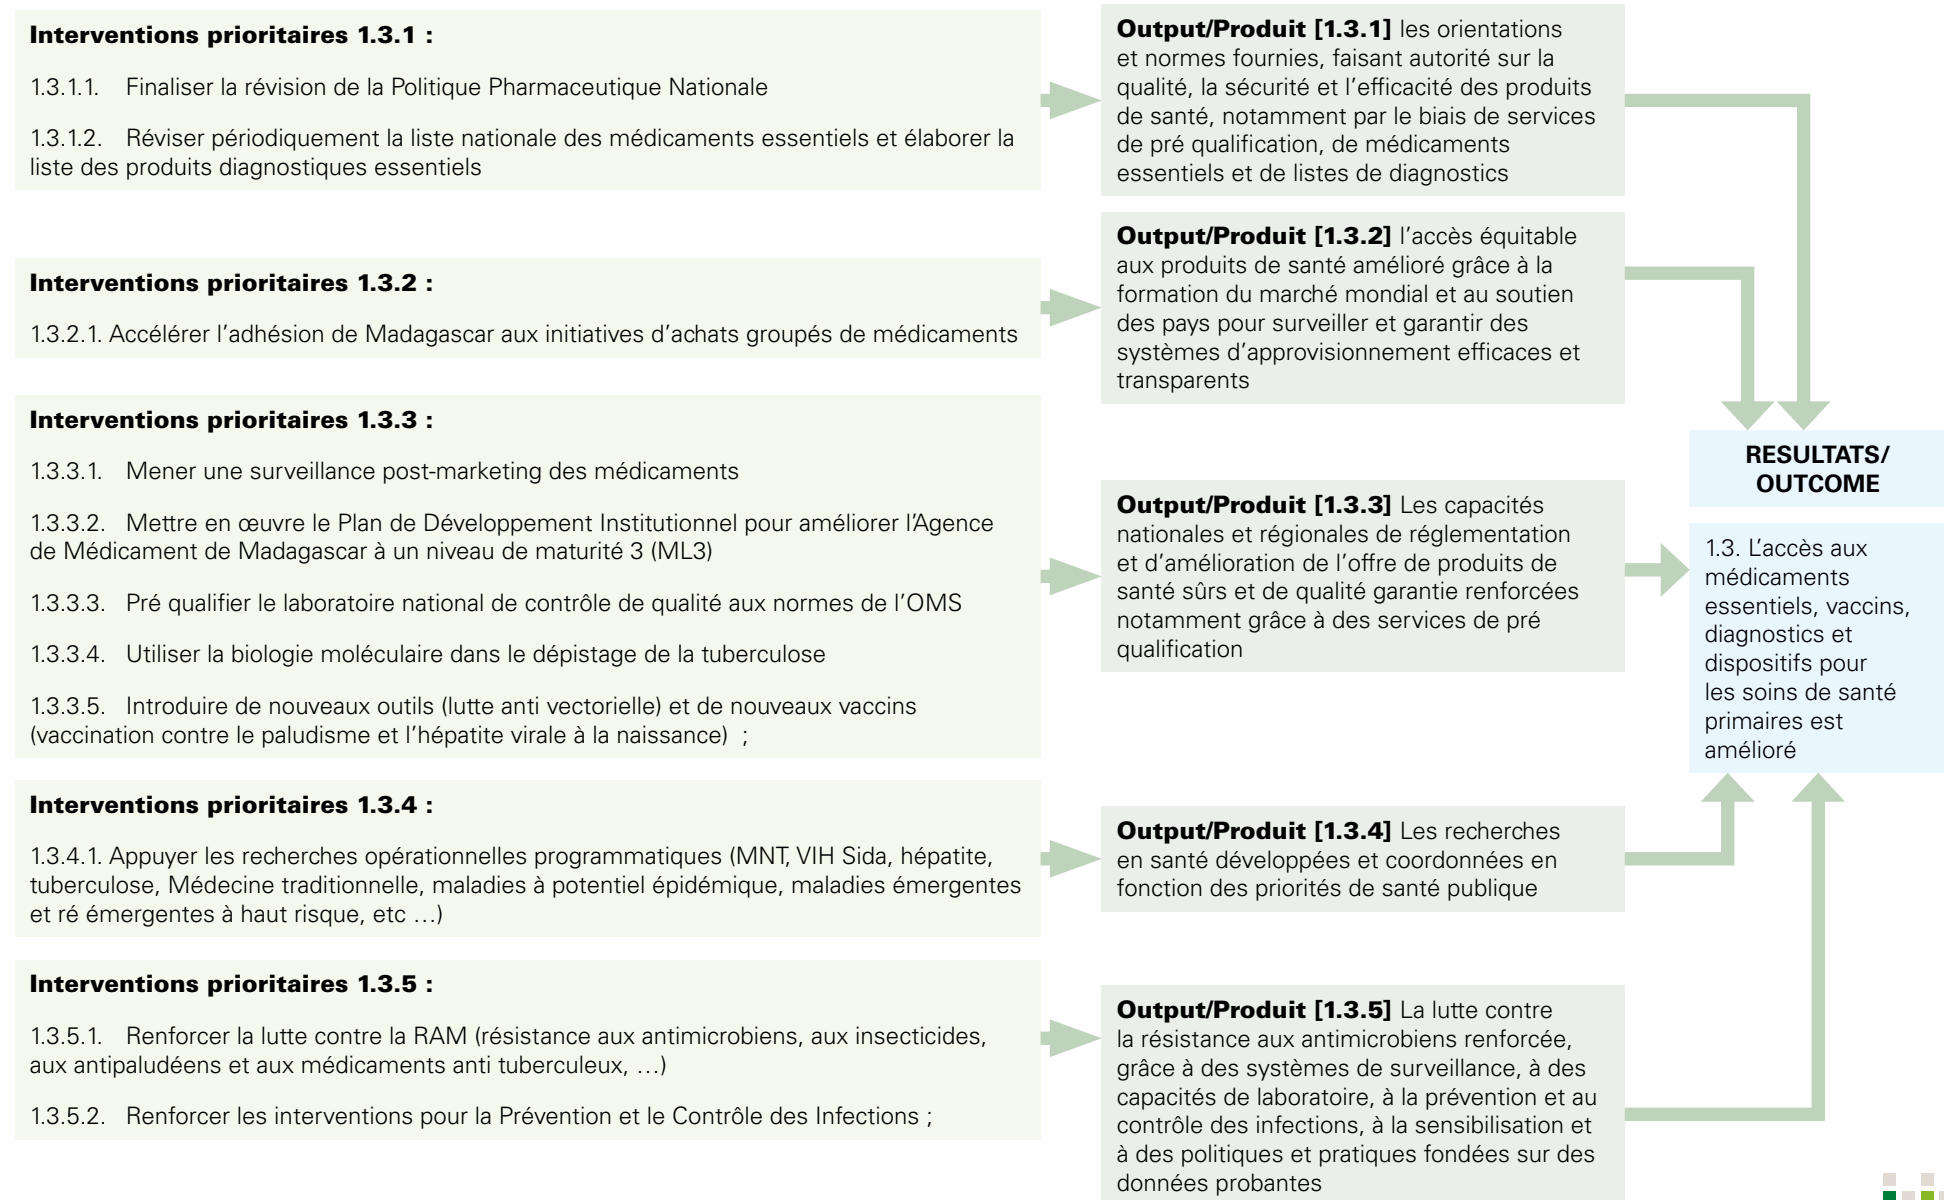 Interventions prioritaires 1.3.1 :
1.3.1.1. Finaliser la révision de la Politique Pharmaceutique Nationale
1.3.1.2. Réviser périodiquement la liste nationale des médicaments essentiels et élaborer la
liste des produits diagnostiques essentiels
Output/Produit [1.3.1] les orientations
et normes fournies, faisant autorité sur la
qualité, la sécurité et l'efficacité des produits
de santé, notamment par le biais de services
de pré qualification, de médicaments
essentiels et de listes de diagnostics
Interventions prioritaires 1.3.2 :
1.3.2.1. Accélérer l'adhésion de Madagascar aux initiatives d'achats groupés de médicaments
Output/Produit [1.3.2] l'accès équitable
aux produits de santé amélioré grâce à la
formation du marché mondial et au soutien
des pays pour surveiller et garantir des
systèmes d'approvisionnement efficaces et
transparents
Interventions prioritaires 1.3.3 :
1.3.3.1. Mener une surveillance post-marketing des médicaments
1.3.3.2. Mettre en œuvre le Plan de Développement Institutionnel pour améliorer l'Agence
de Médicament de Madagascar à un niveau de maturité 3 (ML3)
1.3.3.3. Pré qualifier le laboratoire national de contrôle de qualité aux normes de l'OMS
1.3.3.4. Utiliser la biologie moléculaire dans le dépistage de la tuberculose
1.3.3.5. Introduire de nouveaux outils (lutte anti vectorielle) et de nouveaux vaccins
(vaccination contre le paludisme et l'hépatite virale à la naissance) ;
Output/Produit [1.3.3] Les capacités
nationales et régionales de réglementation
et d'amélioration de l'offre de produits de
santé sûrs et de qualité garantie renforcées
notamment grâce à des services de pré
qualification
RESULTATS/
OUTCOME
1.3. L'accès aux
médicaments
essentiels, vaccins,
diagnostics et
dispositifs pour
les soins de santé
primaires est
amélioré
Interventions prioritaires 1.3.4 :
1.3.4.1. Appuyer les recherches opérationnelles programmatiques (MNT, VIH Sida, hépatite,
tuberculose, Médecine traditionnelle, maladies à potentiel épidémique, maladies émergentes
et ré émergentes à haut risque, etc ...)
Output/Produit [1.3.4] Les recherches
en santé développées et coordonnées en
fonction des priorités de santé publique
Interventions prioritaires 1.3.5 :
1.3.5.1. Renforcer la lutte contre la RAM (résistance aux antimicrobiens, aux insecticides,
aux antipaludéens et aux médicaments anti tuberculeux, ...)
1.3.5.2. Renforcer les interventions pour la Prévention et le Contrôle des Infections ;
Output/Produit [1.3.5] La lutte contre
la résistance aux antimicrobiens renforcée,
grâce à des systèmes de surveillance, à des
capacités de laboratoire, à la prévention et au
contrôle des infections, à la sensibilisation et
à des politiques et pratiques fondées sur des
données probantes